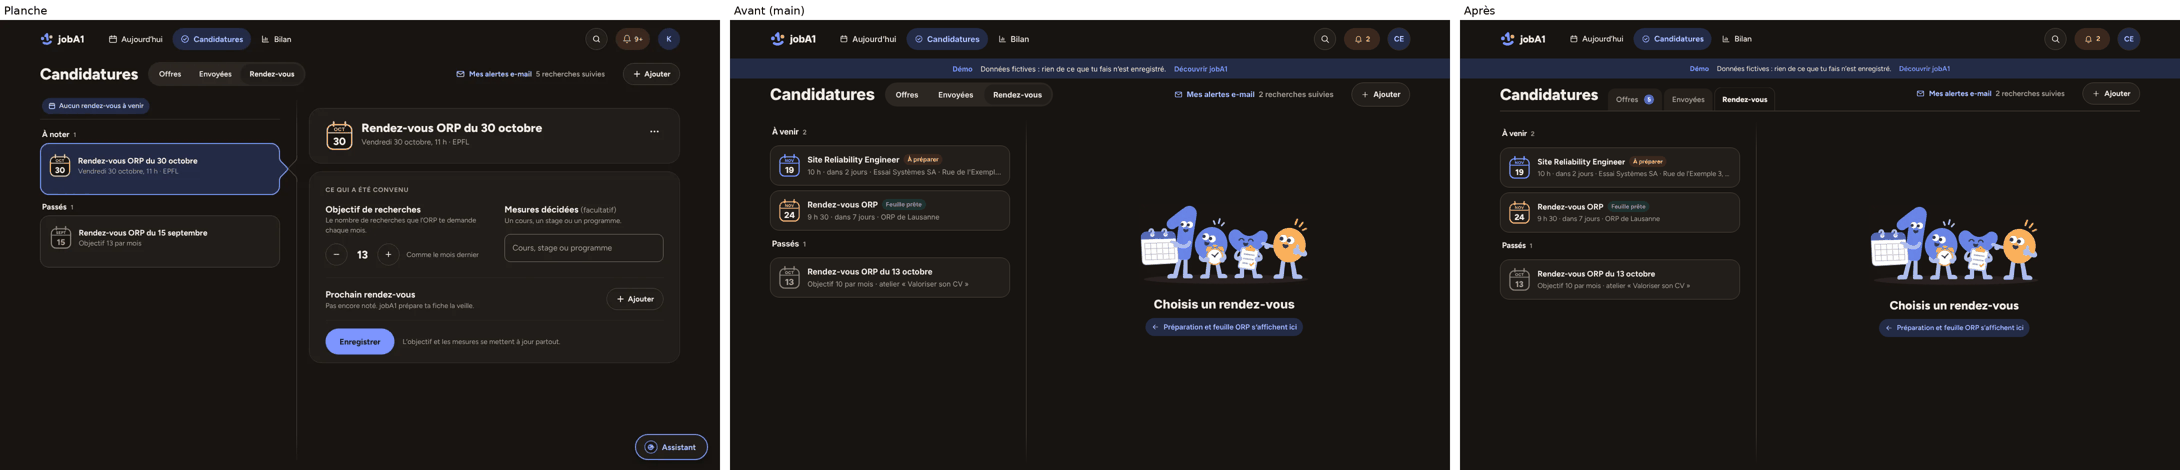 Planche
jobA1 Aujourd'hui Candidatures Bilan 9+ K
Candidatures Offres Envoyées Rendez-vous Mes alertes e-mail 5 recherches suivies + Ajouter
Aucun rendez-vous à venir
À noter 1
OCT 30 Rendez-vous ORP du 30 octobre
Vendredi 30 octobre, 11 h · EPFL
Passés 1
SEPT 15 Rendez-vous ORP du 15 septembre
Objectif 13 par mois
OCT 30 Rendez-vous ORP du 30 octobre
Vendredi 30 octobre, 11 h · EPFL
CE QUI A ÉTÉ CONVENU
Objectif de recherches
Le nombre de recherches que l'ORP te demande
chaque mois.
− 13 + Comme le mois dernier
Mesures décidées (facultatif)
Un cours, un stage ou un programme.
Cours, stage ou programme
Prochain rendez-vous
Pas encore noté. jobA1 prépare ta fiche la veille.
+ Ajouter
Enregistrer L'objectif et les mesures se mettent à jour partout.
Assistant
Avant (main)
jobA1 Aujourd'hui Candidatures Bilan 2 CE
Démo Données fictives : rien de ce que tu fais n'est enregistré. Découvrir jobA1
Candidatures Offres Envoyées Rendez-vous Mes alertes e-mail 2 recherches suivies + Ajouter
À venir 2
NOV 19 Site Reliability Engineer À préparer
10 h · dans 2 jours · Essai Systèmes SA · Rue de l'Exempl...
NOV 24 Rendez-vous ORP Feuille prête
9 h 30 · dans 7 jours · ORP de Lausanne
Passés 1
OCT 13 Rendez-vous ORP du 13 octobre
Objectif 10 par mois · atelier « Valoriser son CV »
Choisis un rendez-vous
← Préparation et feuille ORP s'affichent ici
Après
jobA1 Aujourd'hui Candidatures Bilan 2 CE
Démo Données fictives : rien de ce que tu fais n'est enregistré. Découvrir jobA1
Candidatures Offres 5 Envoyées Rendez-vous Mes alertes e-mail 2 recherches suivies + Ajouter
À venir 2
NOV 19 Site Reliability Engineer À préparer
10 h · dans 2 jours · Essai Systèmes SA · Rue de l'Exemple 3, ...
NOV 24 Rendez-vous ORP Feuille prête
9 h 30 · dans 7 jours · ORP de Lausanne
Passés 1
OCT 13 Rendez-vous ORP du 13 octobre
Objectif 10 par mois · atelier « Valoriser son CV »
Choisis un rendez-vous
← Préparation et feuille ORP s'affichent ici